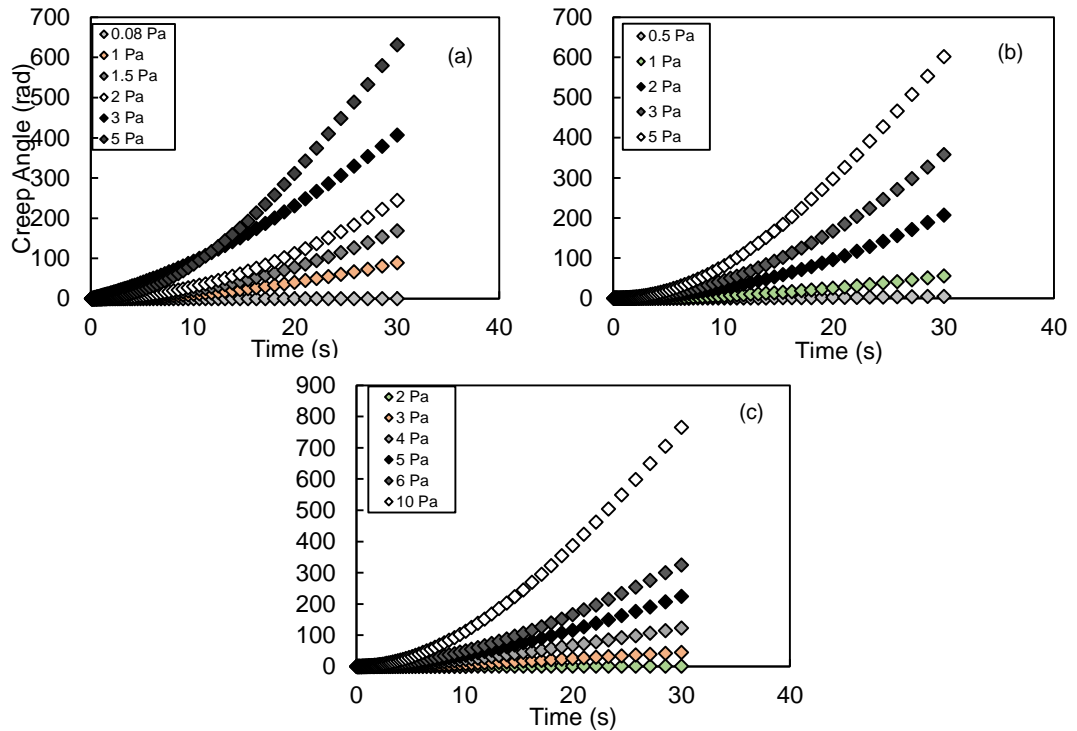 700
600
500
400
300
200
100
0
Creep Angle (rad)
0.08 Pa
1 Pa
1.5 Pa
2 Pa
3 Pa
5 Pa
(a)
0 10 20 30 40
Time (s)
700
600
500
400
300
200
100
0
0.5 Pa
1 Pa
2 Pa
3 Pa
5 Pa
(b)
0 10 20 30 40
Time (s)
900
800
700
600
500
400
300
200
100
0
2 Pa
3 Pa
4 Pa
5 Pa
6 Pa
10 Pa
(c)
0 10 20 30 40
Time (s)